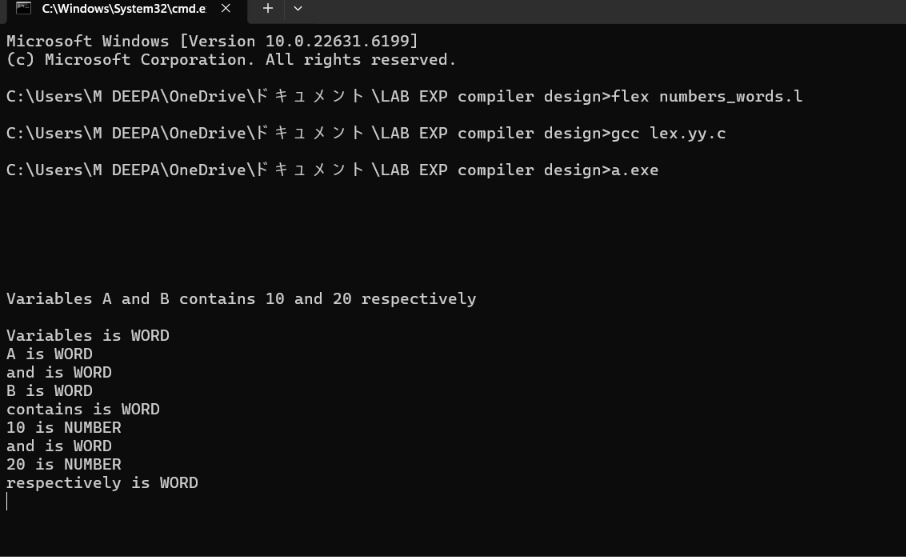 C:\Windows\System32\cmd.e
Microsoft Windows [Version 10.0.22631.6199]
(c) Microsoft Corporation. All rights reserved.
C:\Users\M DEEPA\OneDrive\ドキュメント\LAB EXP compiler design>flex numbers_words.l
C:\Users\M DEEPA\OneDrive\ドキュメント\LAB EXP compiler design>gcc lex.yy.c
C:\Users\M DEEPA\OneDrive\ドキュメント\LAB EXP compiler design>a.exe
Variables A and B contains 10 and 20 respectively
Variables is WORD
A is WORD
and is WORD
B is WORD
contains is WORD
10 is NUMBER
and is WORD
20 is NUMBER
respectively is WORD